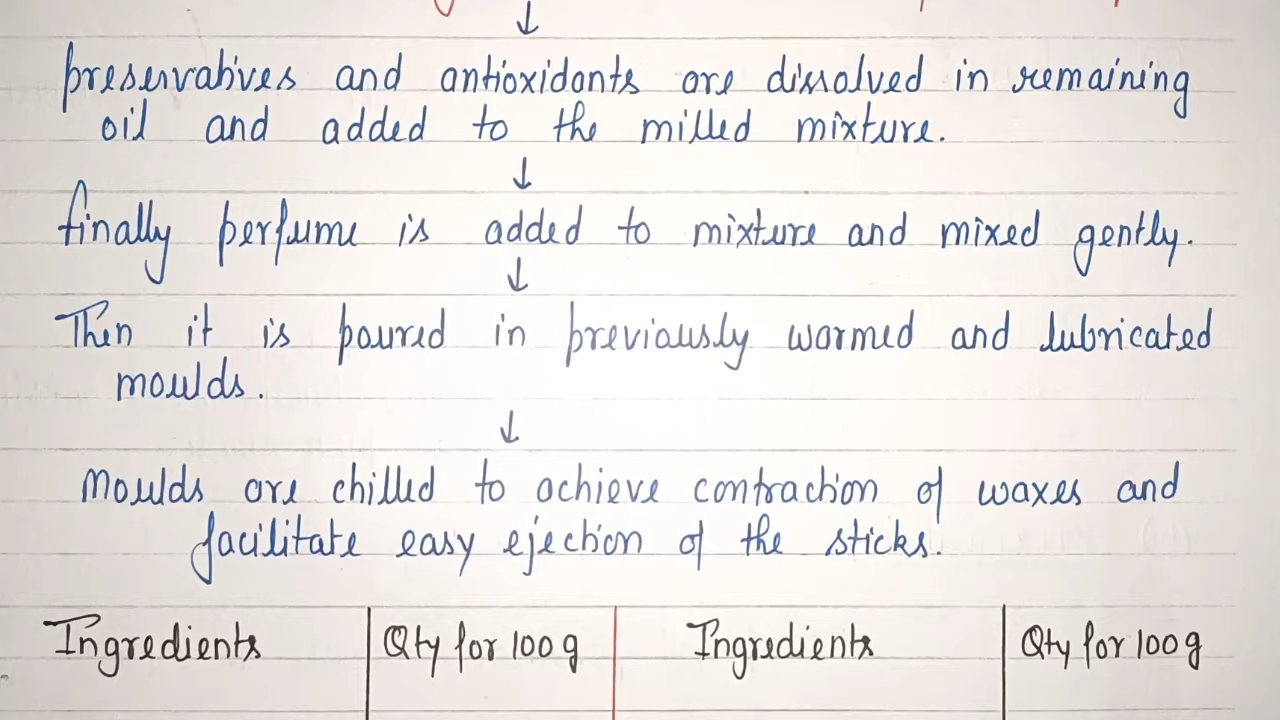 ↓
preservatives and antioxidants are dissolved in remaining
oil and added to the milled mixture.
↓
finally perfume is added to mixture and mixed gently.
↓
Then it is poured in previously warmed and lubricated
moulds.
↓
Moulds are chilled to achieve contraction of waxes and
facilitate easy ejection of the sticks.
Ingredients Qty for 100 g Ingredients Qty for 100 g